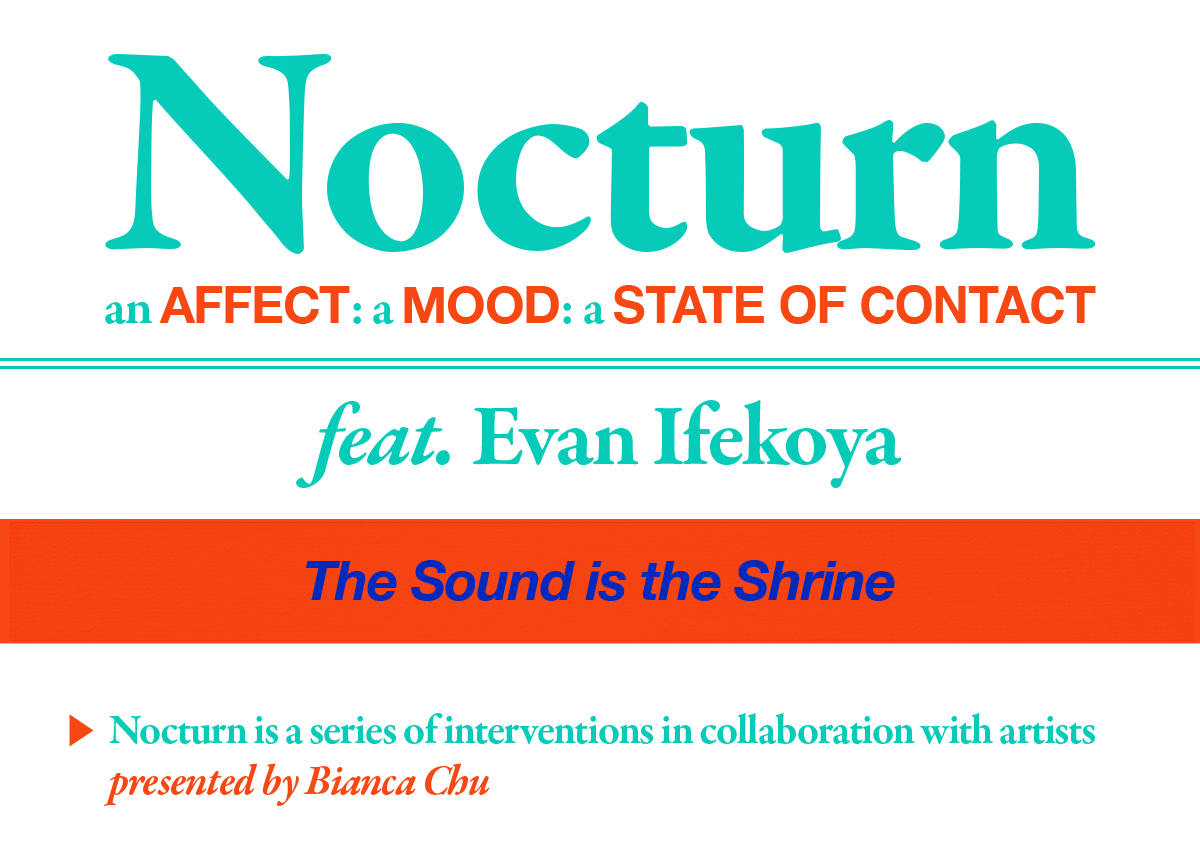 Nocturn
an AFFECT: a MOOD: a STATE OF CONTACT
feat. Evan Ifekoya
The Sound is the Shrine
Nocturn is a series of interventions in collaboration with artists
presented by Bianca Chu